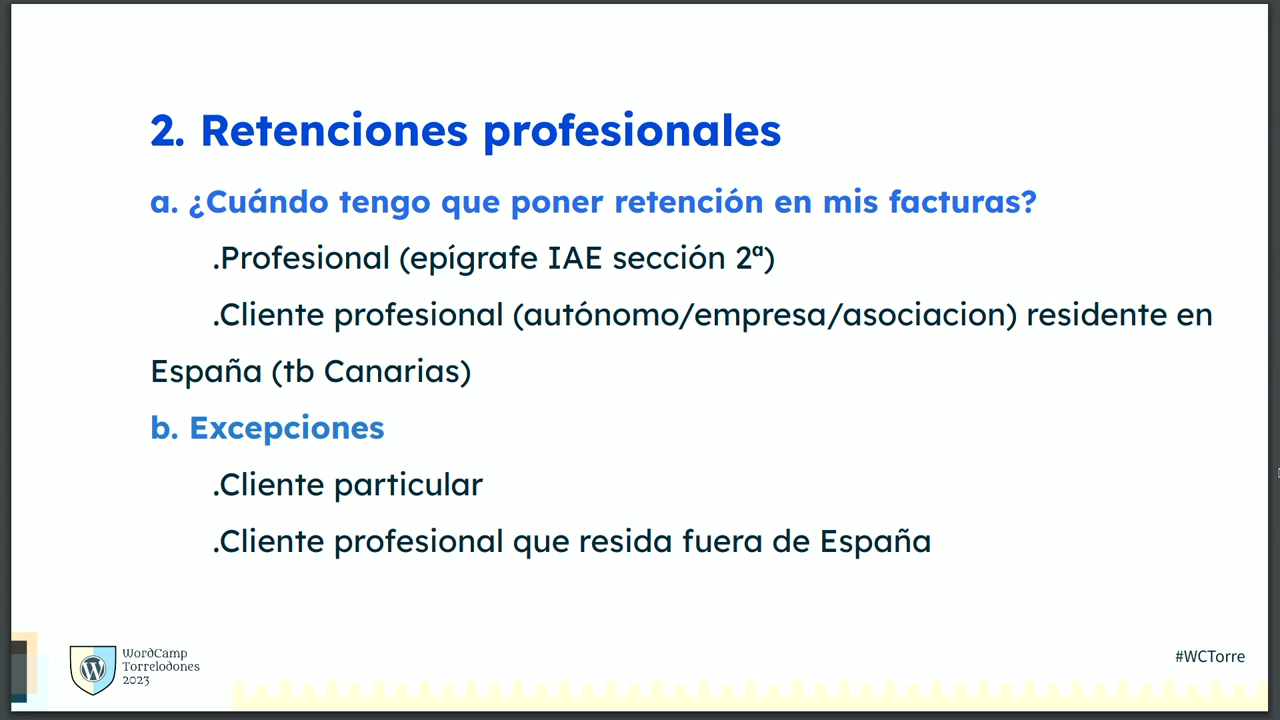 2. Retenciones profesionales
a. ¿Cuándo tengo que poner retención en mis facturas?
.Profesional (epígrafe IAE sección 2ª)
.Cliente profesional (autónomo/empresa/asociacion) residente en
España (tb Canarias)
b. Excepciones
.Cliente particular
.Cliente profesional que resida fuera de España
WordCamp
Torrelodones
2023
#WCTorre